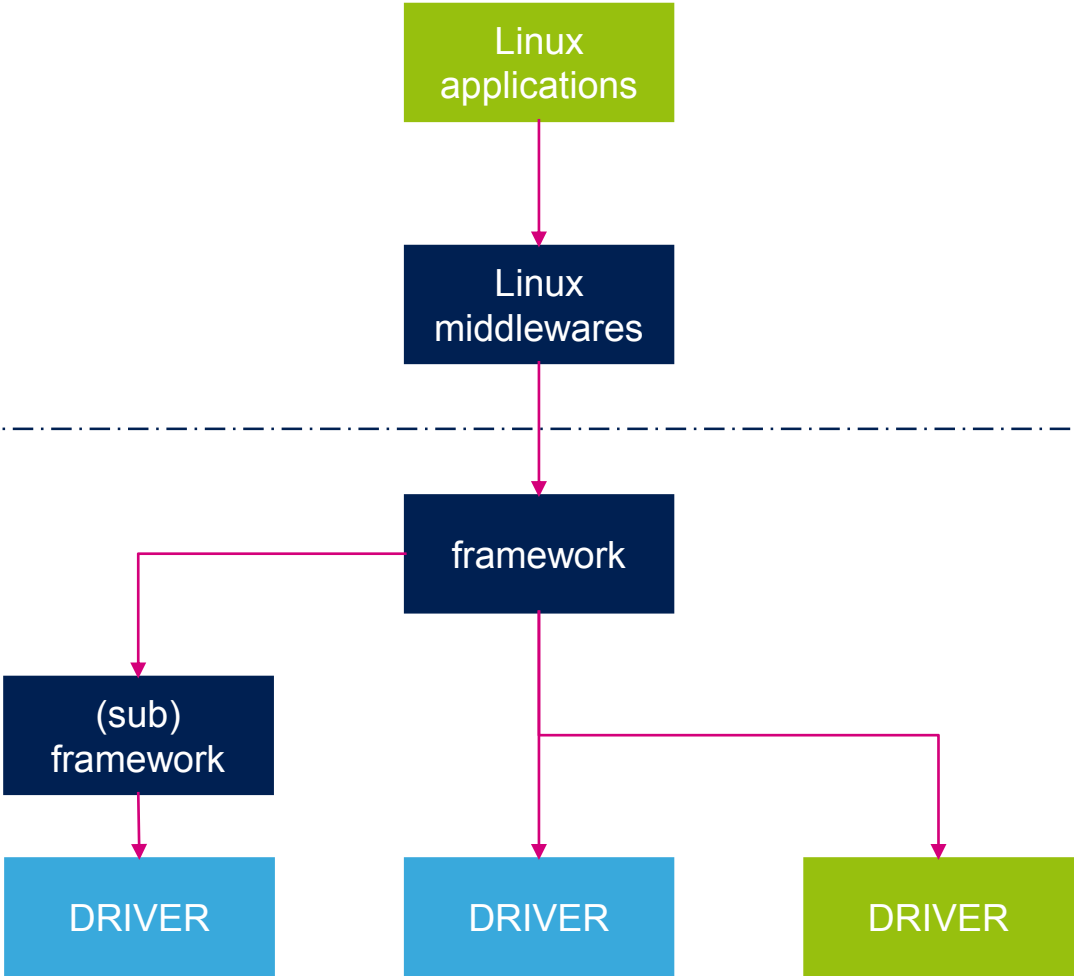 Linux
applications
Linux
middlewares
framework
(sub)
framework
DRIVER
DRIVER
DRIVER